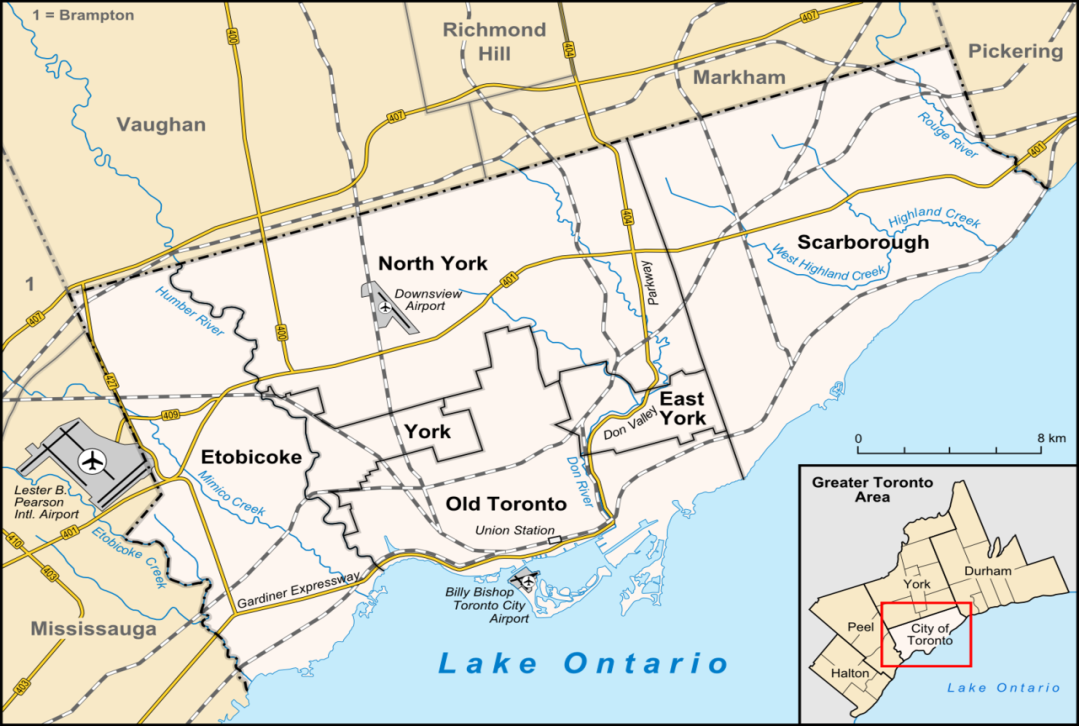 1 = Brampton
407
Richmond
Hill
400
404
Pickering
Markham
Vaughan
407
Rouge River
401
404
Highland Creek
Scarborough
West Highland Creek
North York
401
Parkway
1
Downsview
Airport
Humber River
407
400
427
East
York
409
York
Don Valley
0
8 km
Etobicoke
Don River
Mimico Creek
Lester B.
Pearson
Intl. Airport
Old Toronto
Union Station
401
410
403
Etobicoke Creek
Gardiner Expressway
Billy Bishop
Toronto City
Airport
Mississauga
403
Lake Ontario
Greater Toronto
Area
York
Durham
Peel
City of
Toronto
Halton
Lake Ontario